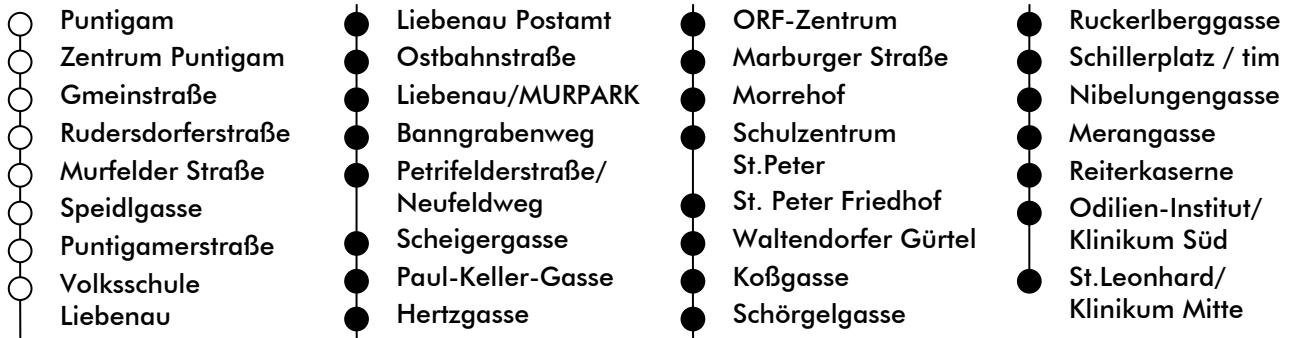 Puntigam
Zentrum Puntigam
Gmeinstraße
Rudersdorferstraße
Murfelder Straße
Speidlgasse
Puntigamerstraße
Volksschule
Liebenau
Liebenau Postamt
Ostbahnstraße
Liebenau/MURPARK
Banngrabenweg
Petrifelderstraße/
Neufeldweg
Scheigergasse
Paul-Keller-Gasse
Hertzgasse
ORF-Zentrum
Marburger Straße
Morrehof
Schulzentrum
St.Peter
St. Peter Friedhof
Waltendorfer Gürtel
Koßgasse
Schörgelgasse
Ruckerlberggasse
Schillerplatz / tim
Nibelungengasse
Merangasse
Reiterkaserne
Odilien-Institut/
Klinikum Süd
St.Leonhard/
Klinikum Mitte